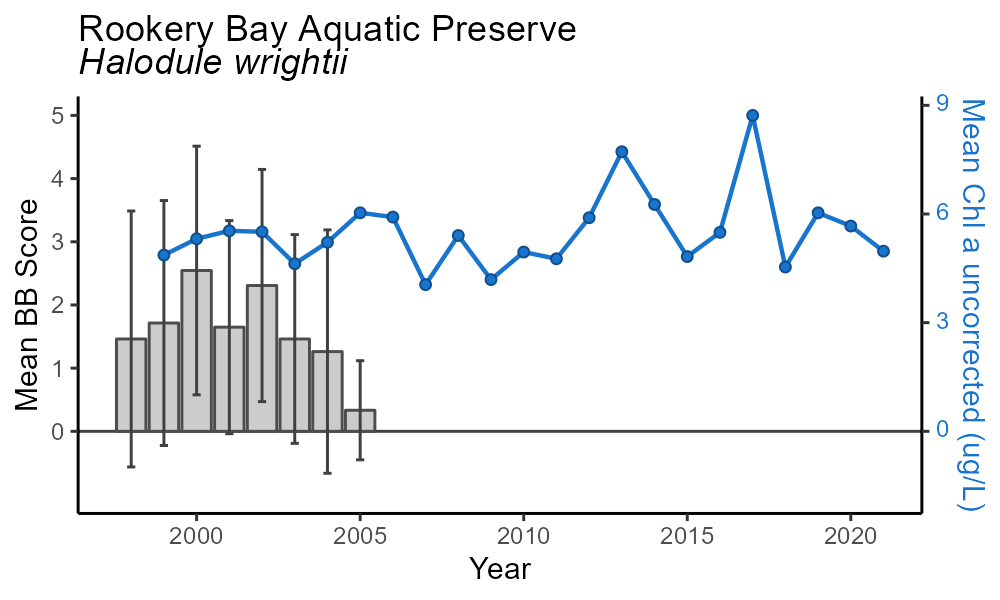 Rookery Bay Aquatic Preserve
Halodule wrightii
5
4
3
2
1
0
Mean BB Score
9
6
3
0
Mean Chl a uncorrected (ug/L)
2000 2005 2010 2015 2020
Year